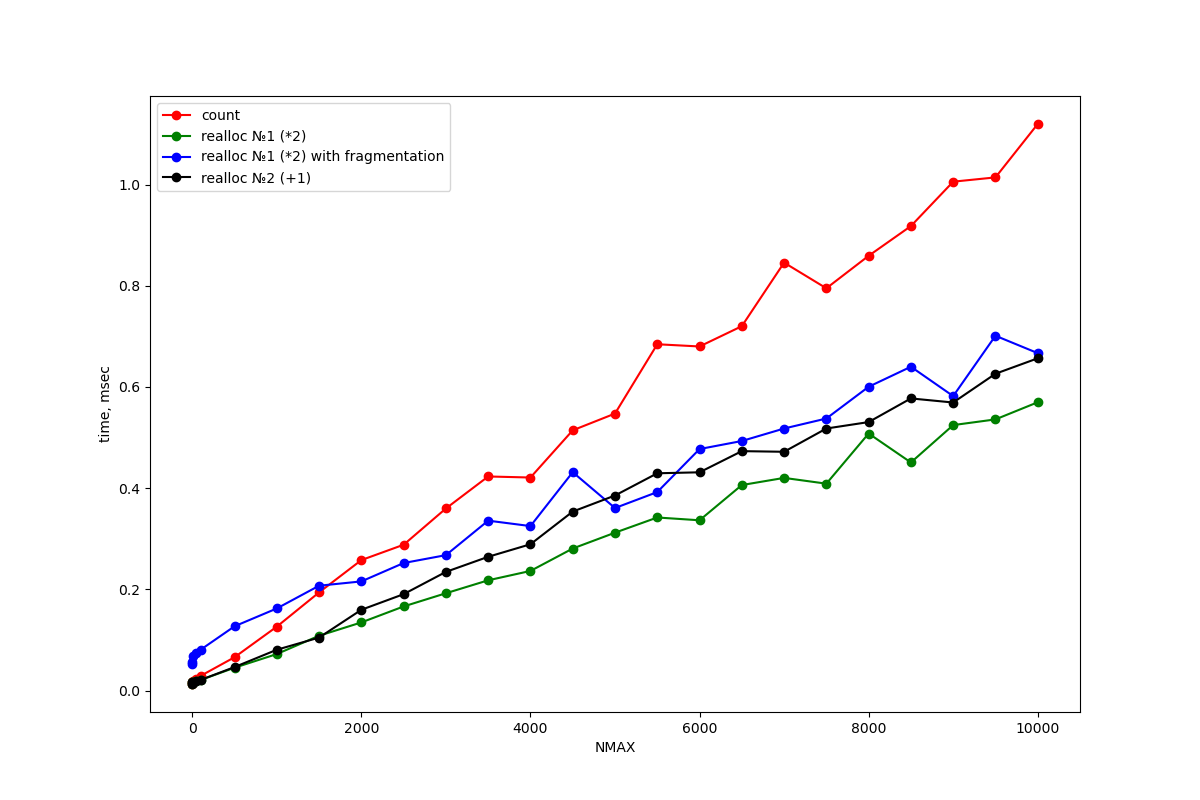 count
realloc №1 (*2)
realloc №1 (*2) with fragmentation
realloc №2 (+1)
1.0
0.8
0.6
0.4
0.2
0.0
time, msec
0 2000 4000 6000 8000 10000
NMAX